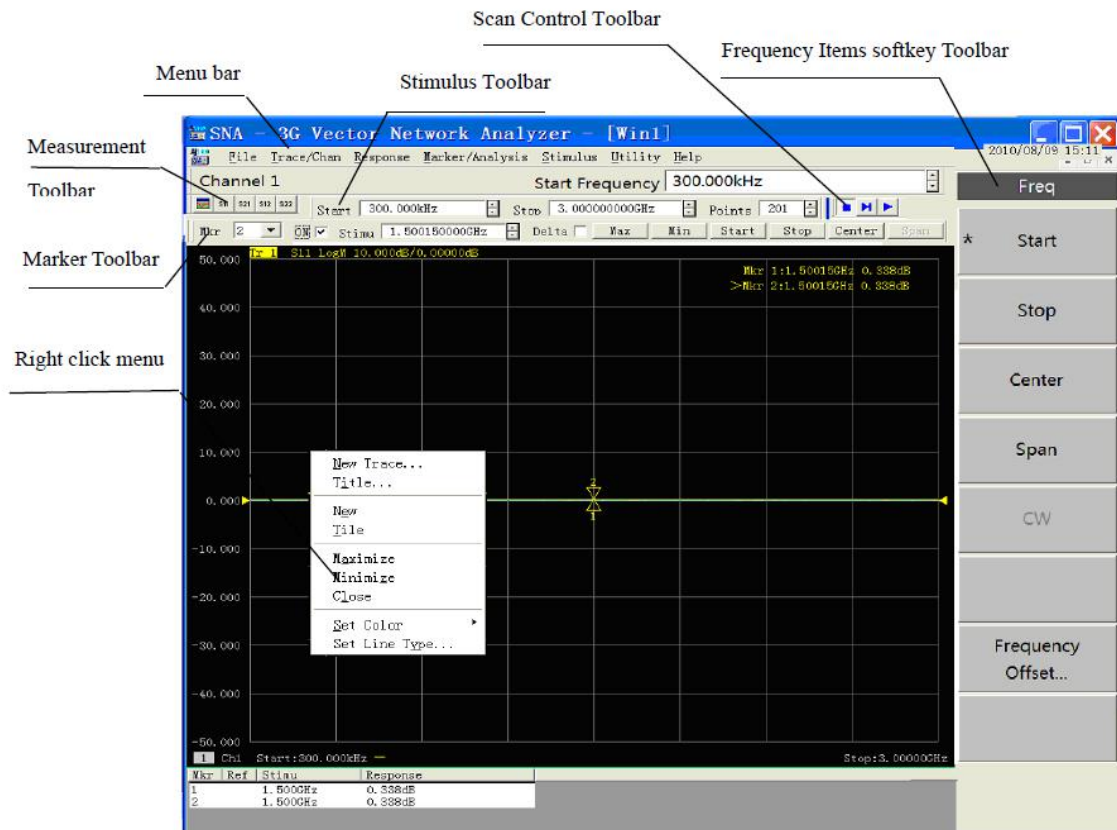 Scan Control Toolbar
Frequency Items softkey Toolbar
Menu bar
Stimulus Toolbar
Measurement
Toolbar
Marker Toolbar
Right click menu
SNA - 3G Vector Network Analyzer - [Win1]
File Trace/Chan Response Marker/Analysis Stimulus Utility Help
2010/08/09 15:11
Channel 1 Start Frequency 300.000kHz
Freq
S11 S21 S12 S22 Start 300.000kHz Stop 3.000000000GHz Points 201
Mkr 2 ON Stimu 1.500150000GHz Delta Max Min Start Stop Center Span
Tr 1 S11 LogM 10.000dB/0.00000dB
Mkr 1:1.50015GHz 0.338dB
>Mkr 2:1.50015GHz 0.338dB
50.000
40.000
30.000
20.000
10.000
0.000
-10.000
-20.000
-30.000
-40.000
-50.000
2
1
New Trace...
Title...
New
Tile
Maximize
Minimize
Close
Set Color
Set Line Type...
1 Ch1 Start:300.000kHz Stop:3.00000GHz
Mkr Ref Stimu Response
1 1.500GHz 0.338dB
2 1.500GHz 0.338dB
* Start
Stop
Center
Span
CW
Frequency
Offset...